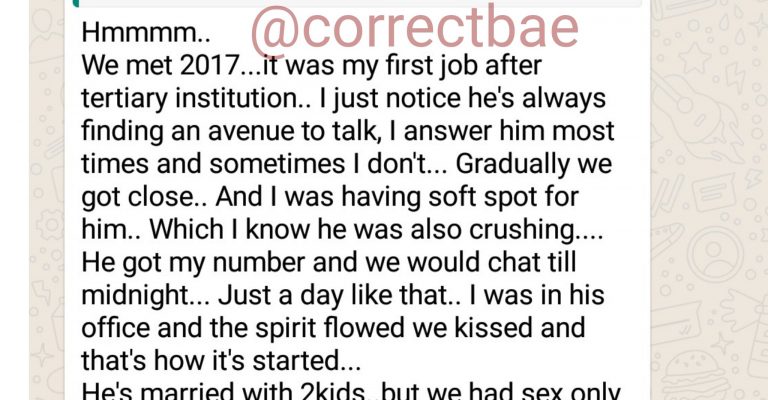 Hmmmm.. @correctbae
We met 2017...it was my first job after
tertiary institution.. I just notice he's always
finding an avenue to talk, I answer him most
times and sometimes I don't... Gradually we
got close.. And I was having soft spot for
him.. Which I know he was also crushing....
He got my number and we would chat till
midnight... Just a day like that.. I was in his
office and the spirit flowed we kissed and
that's how it's started...
He's married with 2kids..but we had sex only